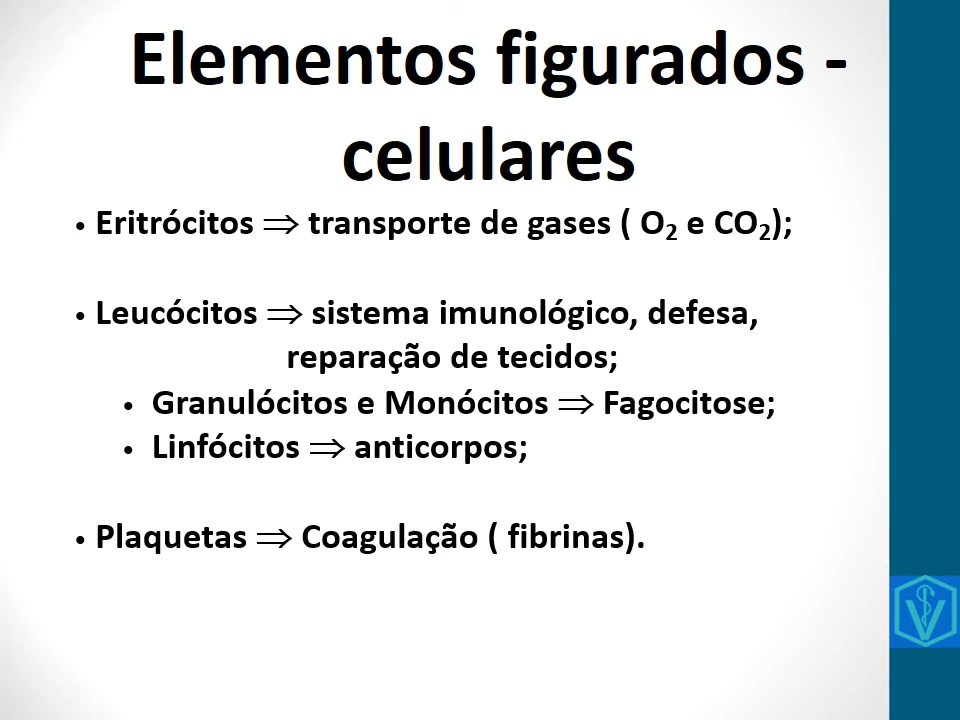 Elementos figurados -
celulares
• Eritrócitos ⇒ transporte de gases ( O₂ e CO₂);
• Leucócitos ⇒ sistema imunológico, defesa,
reparação de tecidos;
• Granulócitos e Monócitos ⇒ Fagocitose;
• Linfócitos ⇒ anticorpos;
• Plaquetas ⇒ Coagulação ( fibrinas).
V